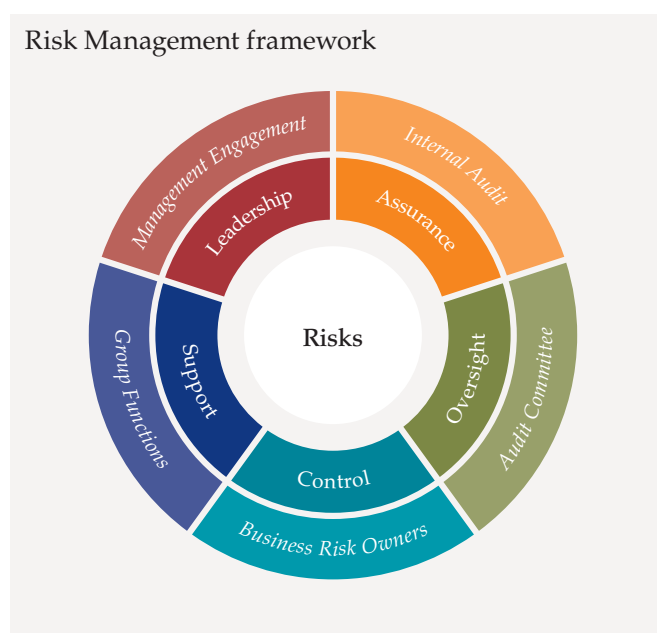 Risk Management framework
Management Engagement
Internal Audit
Leadership
Assurance
Risks
Group Functions
Support
Oversight
Audit Committee
Control
Business Risk Owners